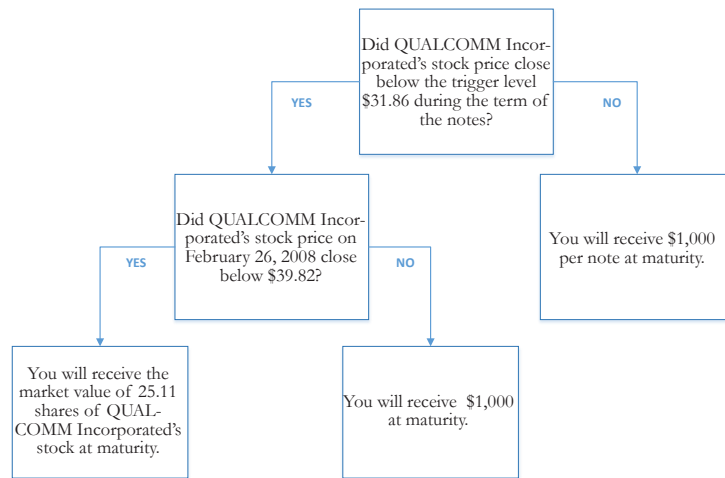 Did QUALCOMM Incor-
porated's stock price close
below the trigger level
$31.86 during the term of
the notes?
YES
NO
Did QUALCOMM Incor-
porated's stock price on
February 26, 2008 close
below $39.82?
You will receive $1,000
per note at maturity.
YES
NO
You will receive the
market value of 25.11
shares of QUAL-
COMM Incorporated's
stock at maturity.
You will receive  $1,000
at maturity.